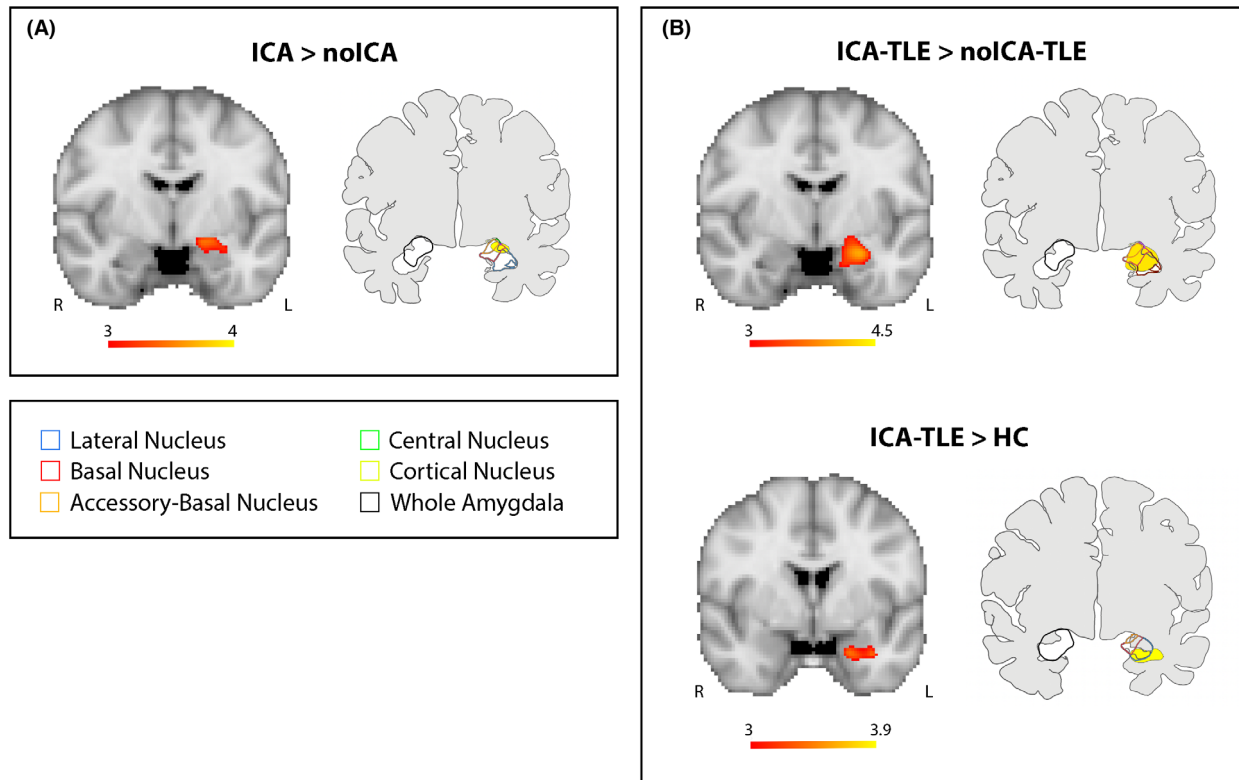 (A)
ICA > noICA
R
L
3
4
Lateral Nucleus
Basal Nucleus
Accessory-Basal Nucleus
Central Nucleus
Cortical Nucleus
Whole Amygdala
(B)
ICA-TLE > noICA-TLE
R
L
3
4.5
ICA-TLE > HC
R
L
3
3.9